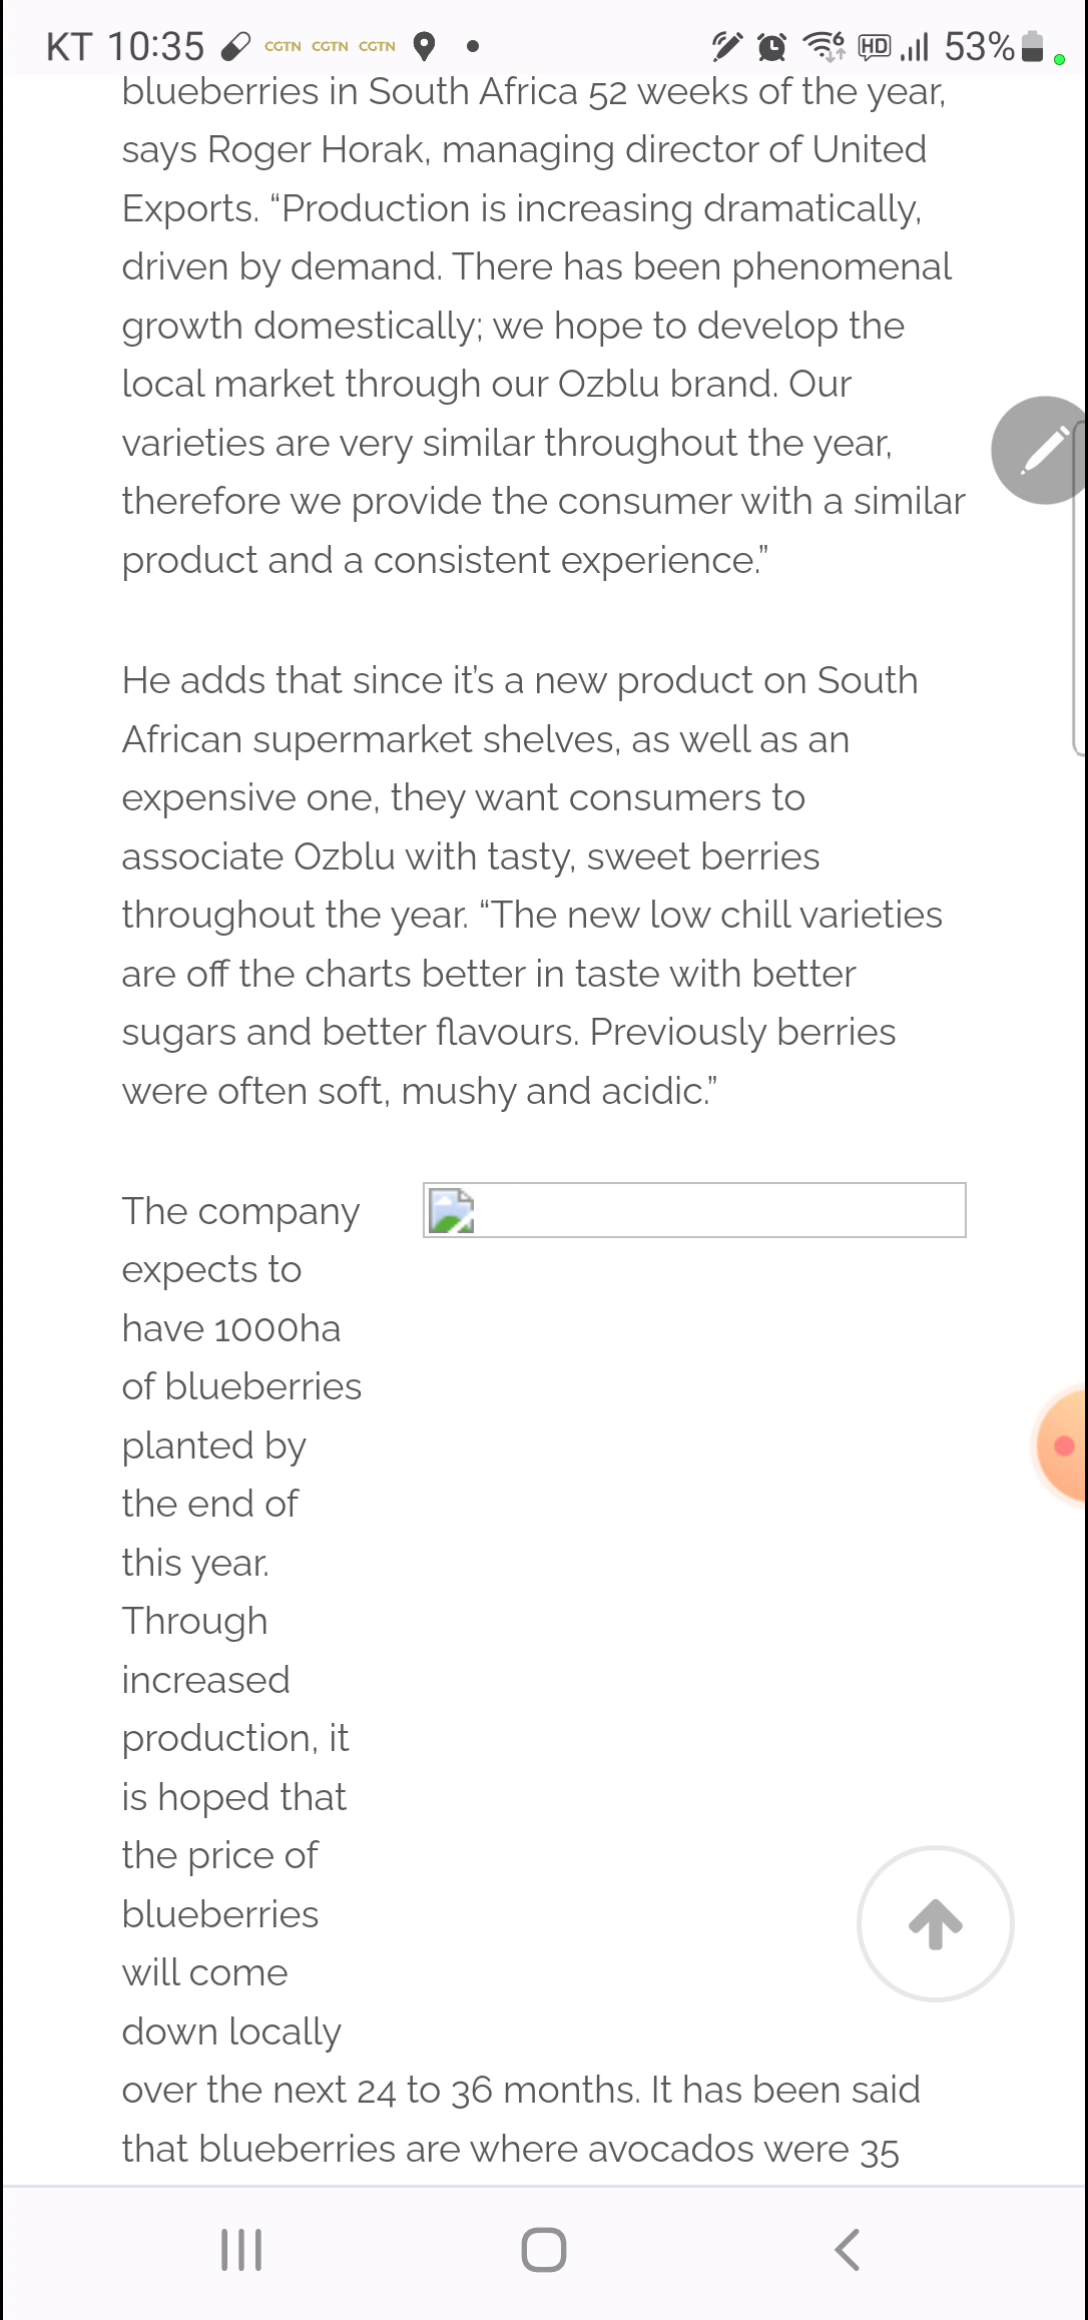 KT 10:35 CGTN CGTN CGTN HD 53%
blueberries in South Africa 52 weeks of the year,
says Roger Horak, managing director of United
Exports. “Production is increasing dramatically,
driven by demand. There has been phenomenal
growth domestically; we hope to develop the
local market through our Ozblu brand. Our
varieties are very similar throughout the year,
therefore we provide the consumer with a similar
product and a consistent experience.”
He adds that since it’s a new product on South
African supermarket shelves, as well as an
expensive one, they want consumers to
associate Ozblu with tasty, sweet berries
throughout the year. “The new low chill varieties
are off the charts better in taste with better
sugars and better flavours. Previously berries
were often soft, mushy and acidic.”
The company
expects to
have 1000ha
of blueberries
planted by
the end of
this year.
Through
increased
production, it
is hoped that
the price of
blueberries
will come
down locally
over the next 24 to 36 months. It has been said
that blueberries are where avocados were 35